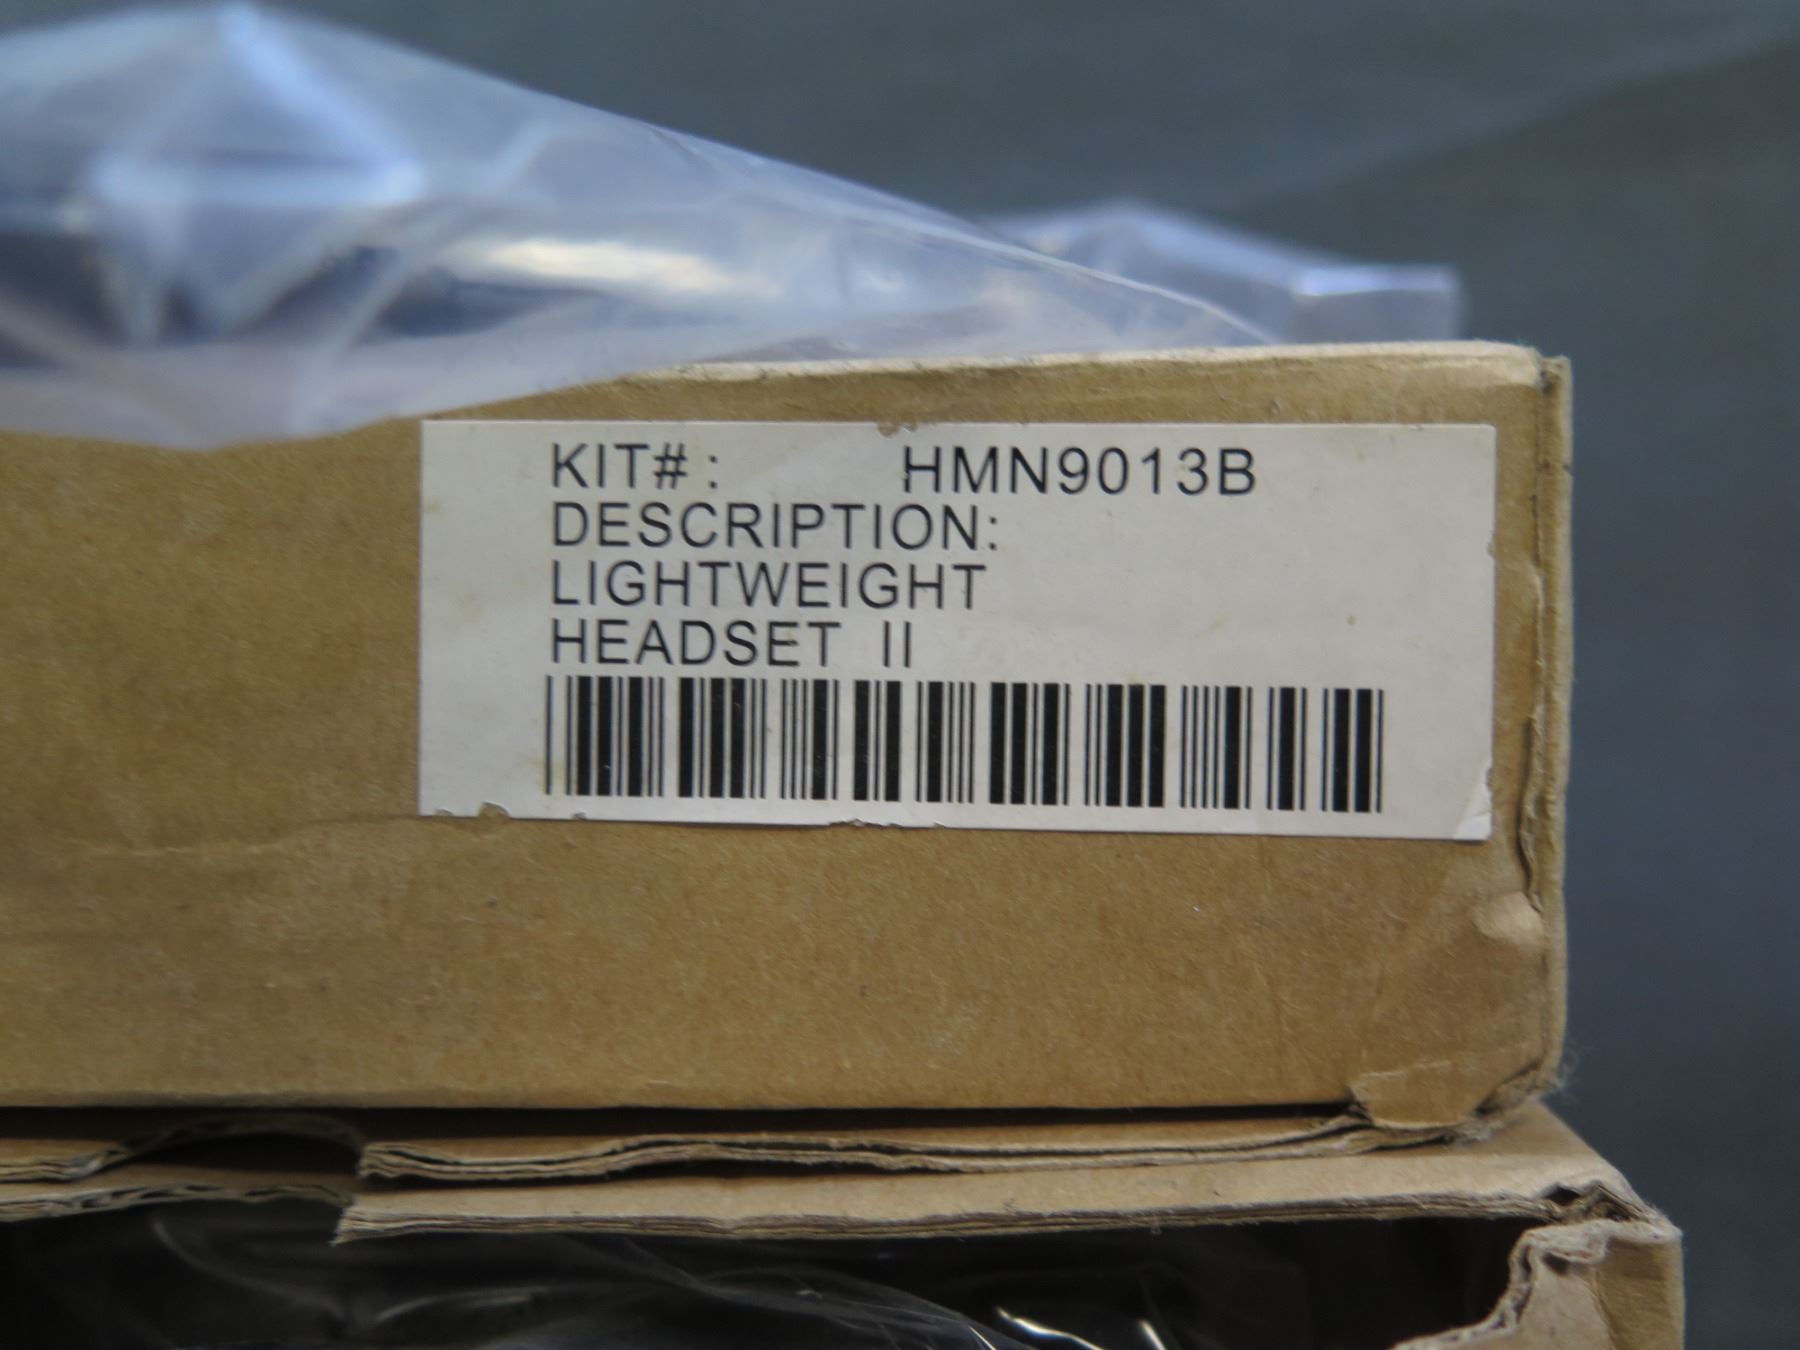 KIT#: HMN9013B
DESCRIPTION:
LIGHTWEIGHT
HEADSET II